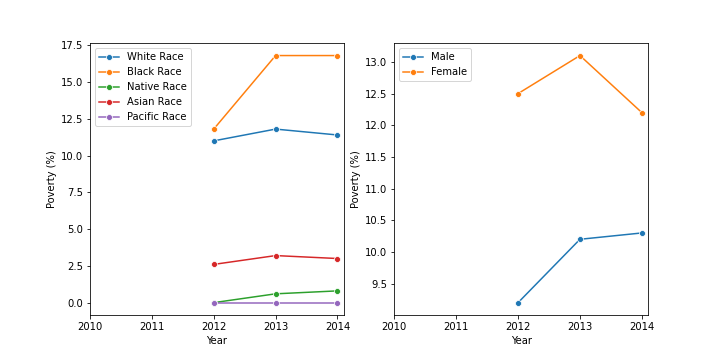 White Race
Black Race
Native Race
Asian Race
Pacific Race
17.5
15.0
12.5
10.0
7.5
5.0
2.5
0.0
Poverty (%)
2010
2011
2012
2013
2014
Year
Male
Female
13.0
12.5
12.0
11.5
11.0
10.5
10.0
9.5
Poverty (%)
2010
2011
2012
2013
2014
Year